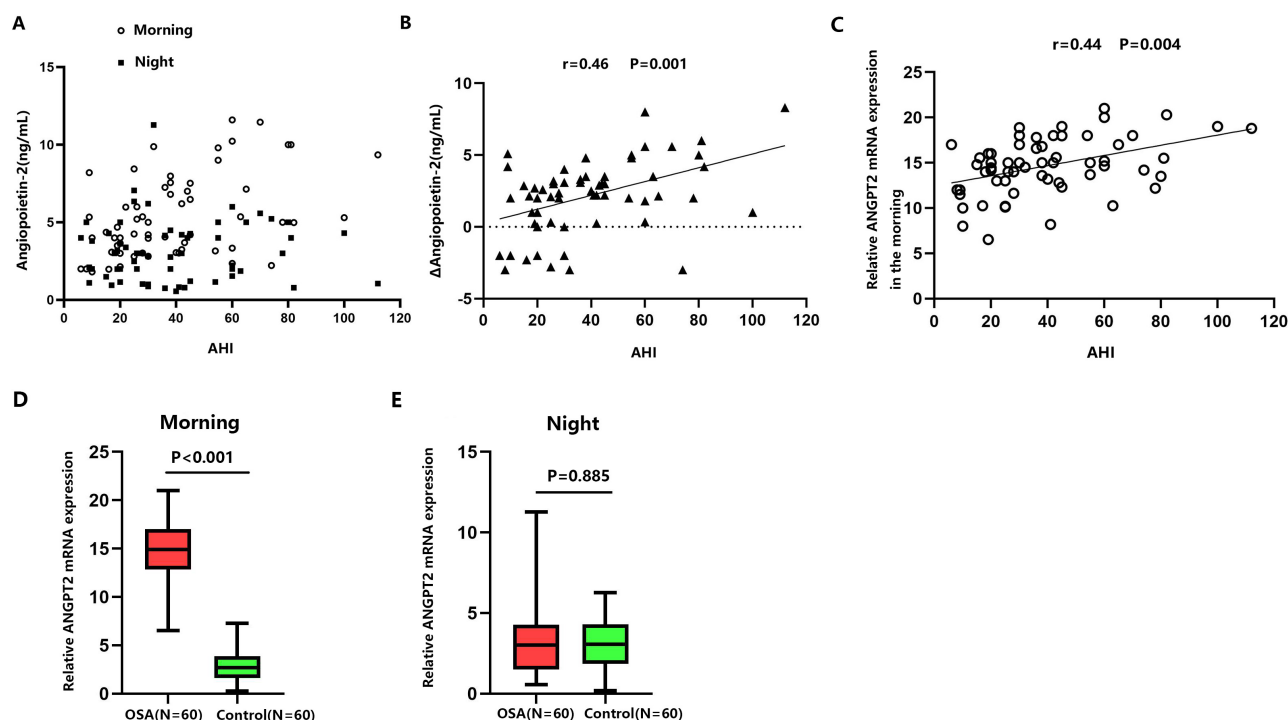 A
Morning
Night
15
10
5
0
0
20
40
60
80
100
120
Angiopoietin-2(ng/mL)
AHI
B
r=0.46 P=0.001
10
5
0
-5
0
20
40
60
80
100
120
ΔAngiopoietin-2(ng/mL)
AHI
C
r=0.44 P=0.004
25
20
15
10
5
0
0
20
40
60
80
100
120
Relative ANGPT2 mRNA expression
in the morning
AHI
D
Morning
P<0.001
25
20
15
10
5
0
Relative ANGPT2 mRNA expression
OSA(N=60) Control(N=60)
E
Night
P=0.885
15
10
5
0
Relative ANGPT2 mRNA expression
OSA(N=60) Control(N=60)